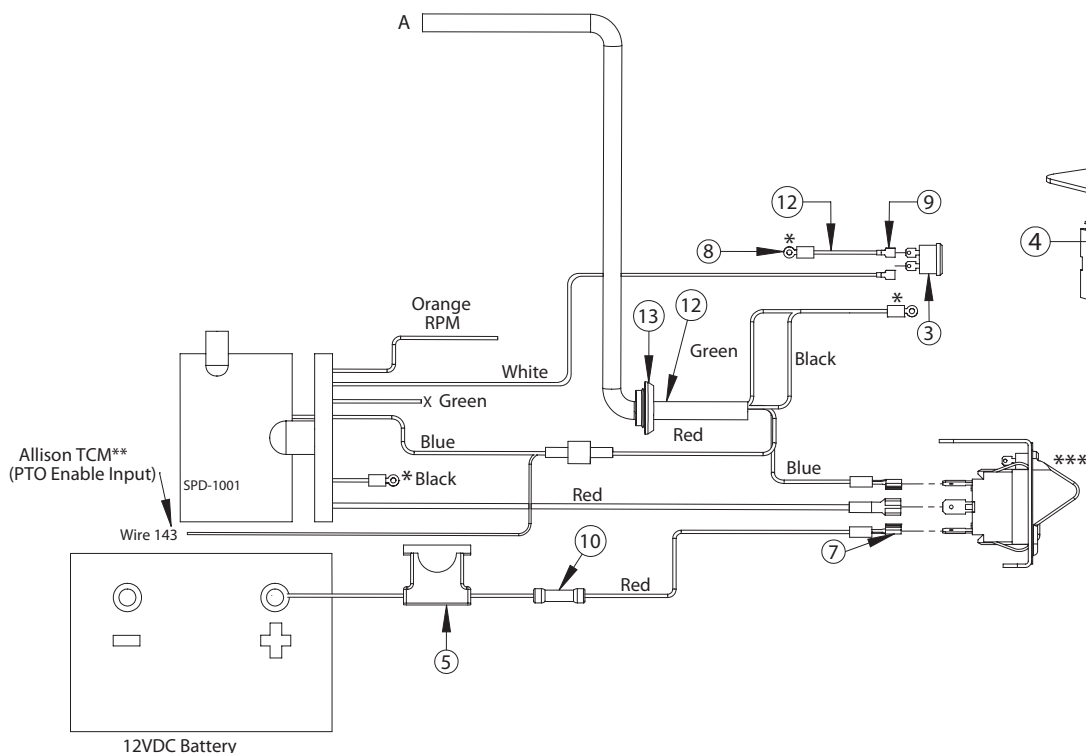 A
12
9
8
*
4
*
3
Orange
RPM
13
12
Green
Black
White
x Green
Red
Blue
Allison TCM**
(PTO Enable Input)
SPD-1001
* Black
Blue
***
Red
Wire 143
7
10
Red
5
12VDC Battery